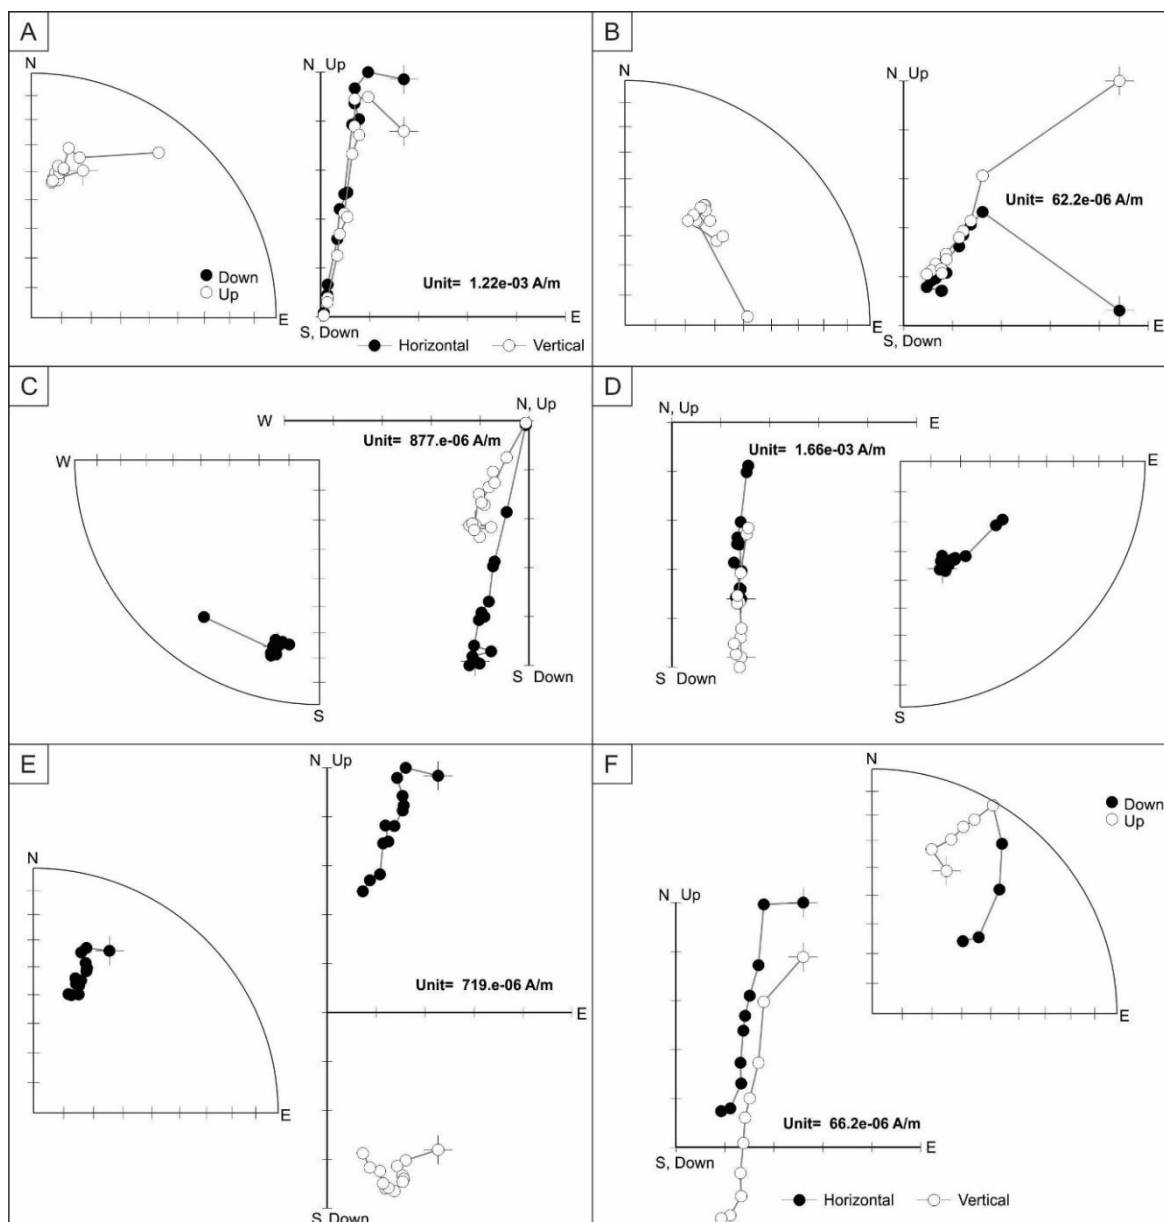 A
N
Down
Up
E
N Up
Unit= 1.22e-03 A/m
E
S, Down
Horizontal Vertical
B
N
E
N Up
Unit= 62.2e-06 A/m
E
S, Down
C
W
S
N, Up
W
Unit= 877.e-06 A/m
S Down
D
N, Up
E
Unit= 1.66e-03 A/m
S Down
E
S
E
N
E
N Up
Unit= 719.e-06 A/m
E
S, Down
F
N
Down
Up
E
N Up
Unit= 66.2e-06 A/m
E
S, Down
Horizontal Vertical